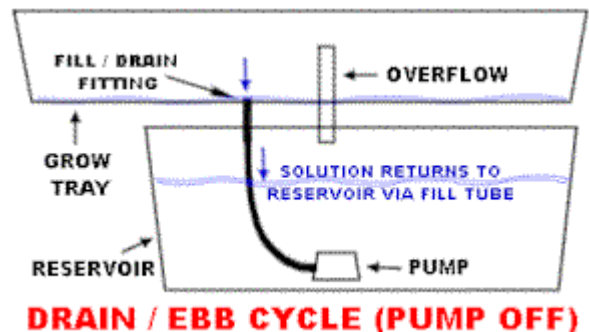 FILL / DRAIN
FITTING
OVERFLOW
GROW
TRAY
SOLUTION RETURNS TO
RESERVOIR VIA FILL TUBE
RESERVOIR
PUMP
DRAIN / EBB CYCLE (PUMP OFF)